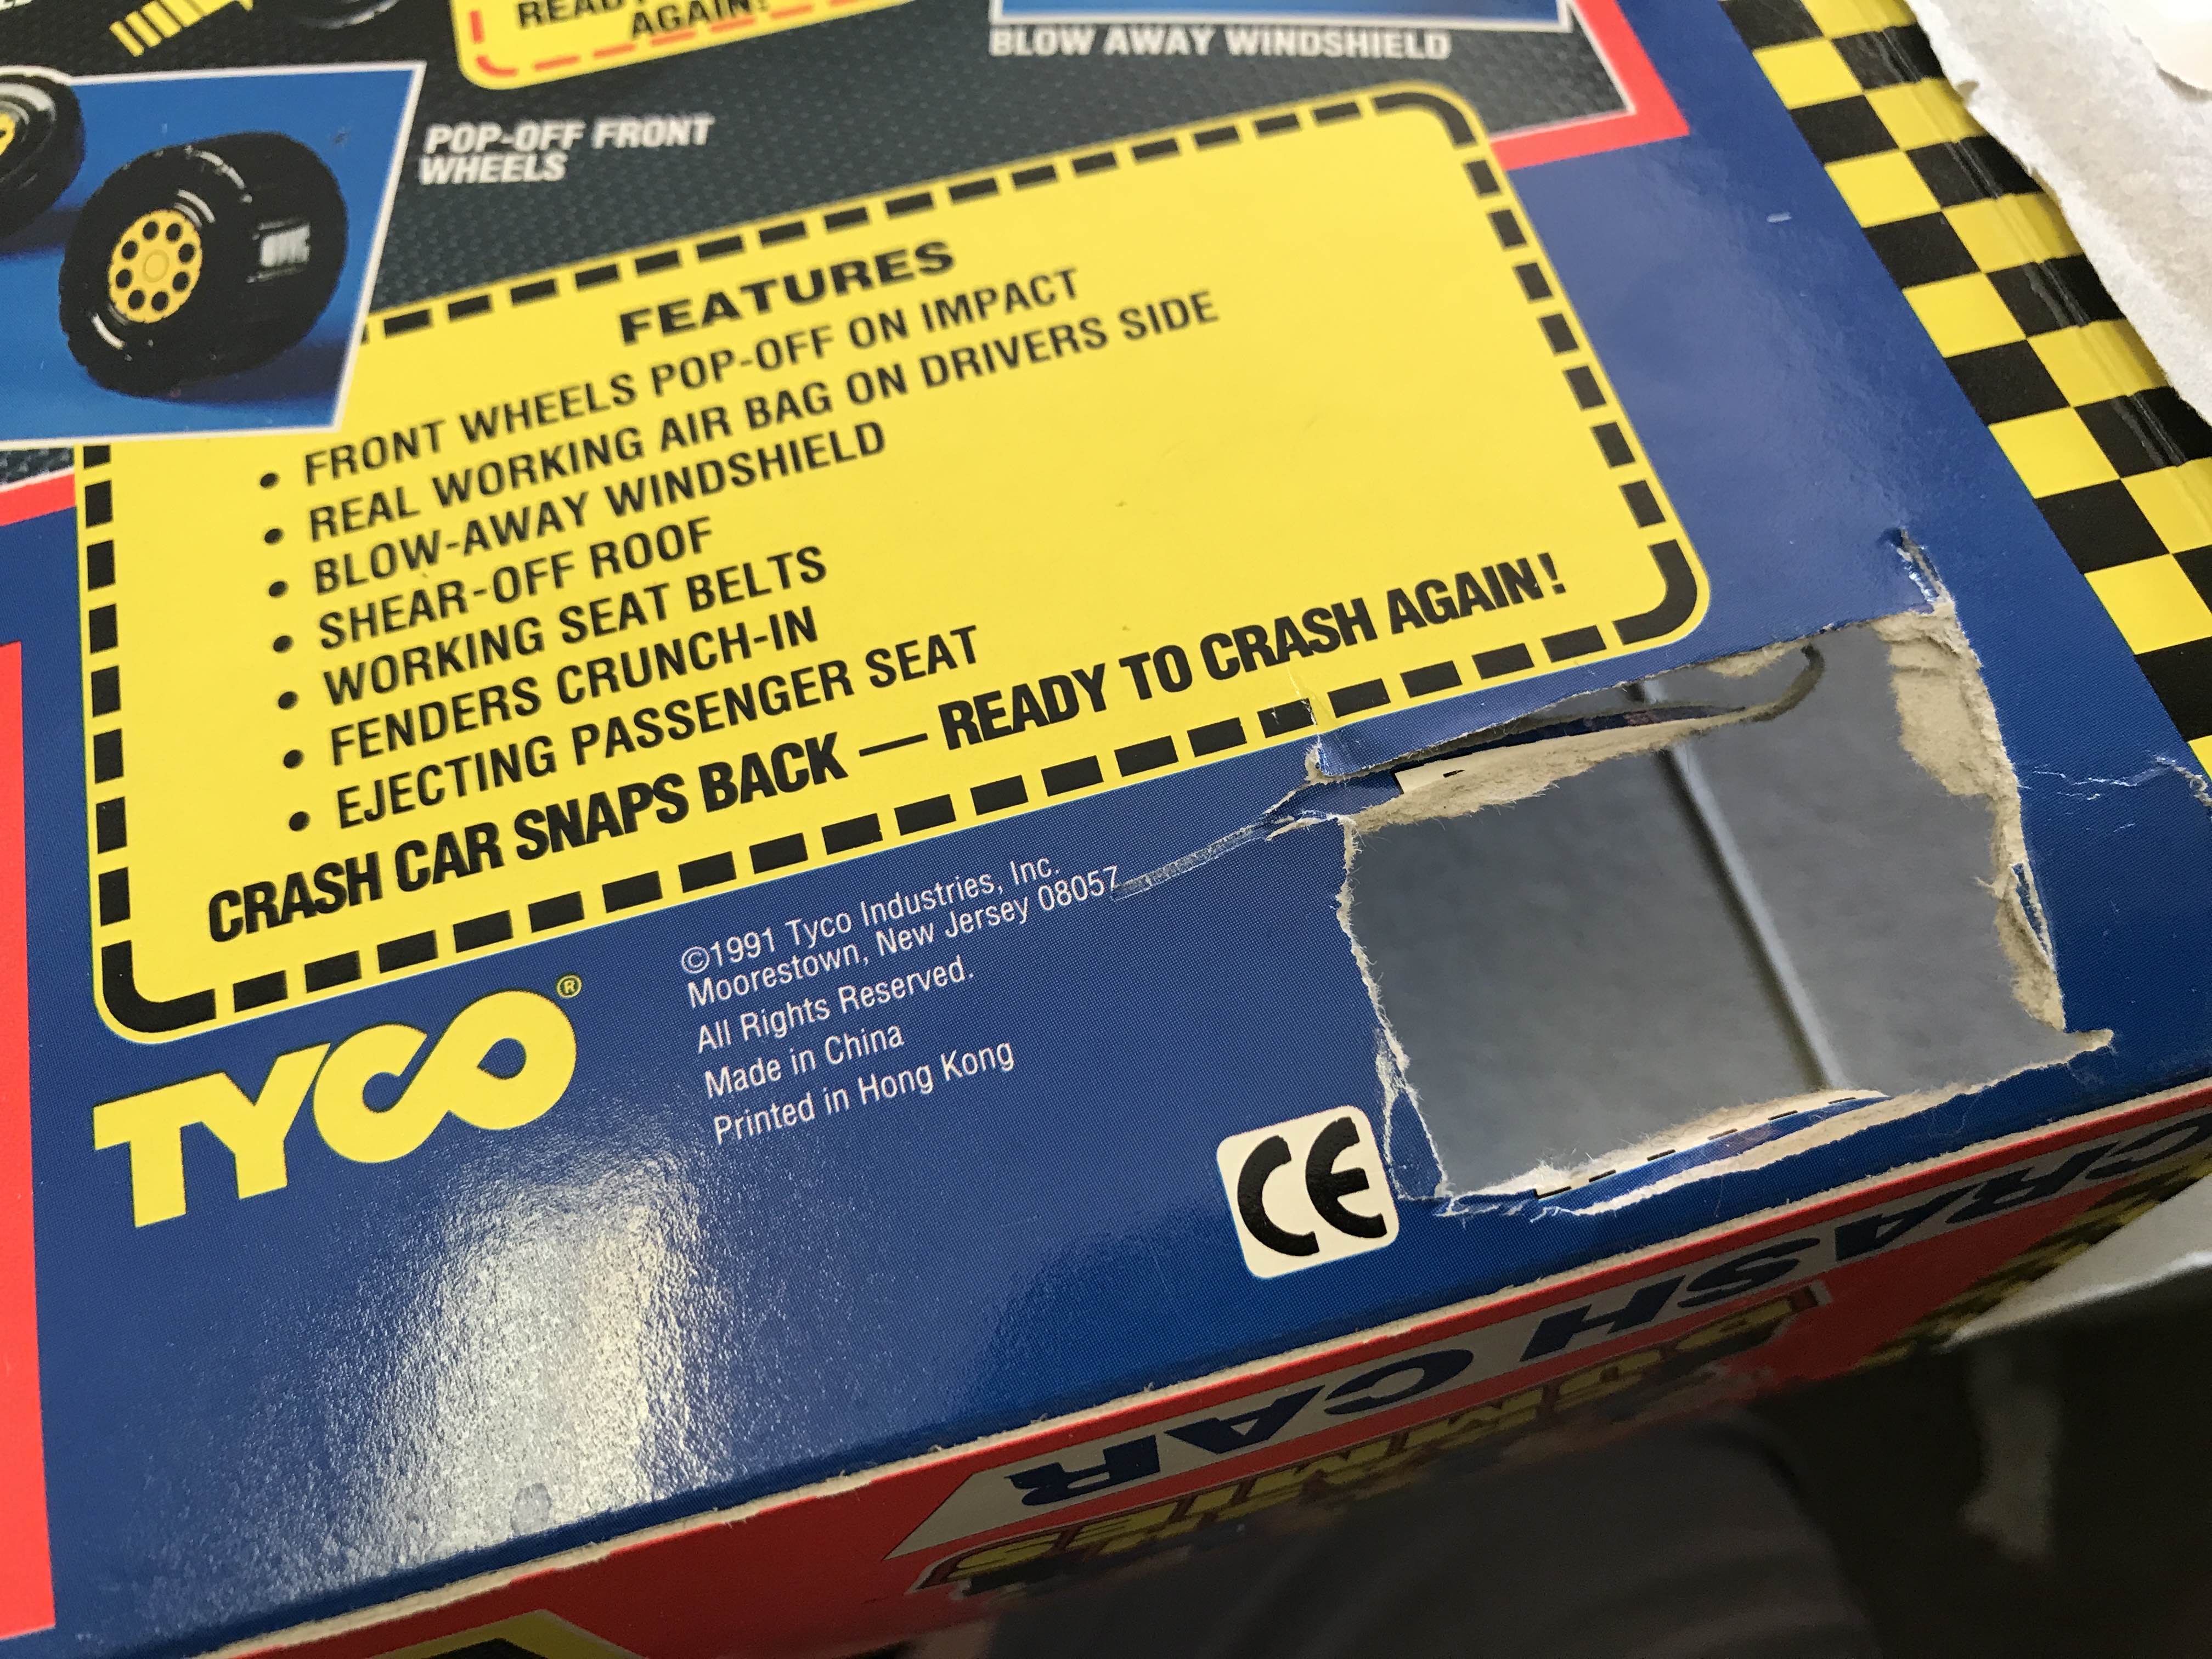 AGAIN!
BLOW AWAY WINDSHIELD
POP-OFF FRONT
WHEELS
FEATURES
• FRONT WHEELS POP-OFF ON IMPACT
• REAL WORKING AIR BAG ON DRIVERS SIDE
• BLOW-AWAY WINDSHIELD
• SHEAR-OFF ROOF
• WORKING SEAT BELTS
• FENDERS CRUNCH-IN
• EJECTING PASSENGER SEAT
CRASH CAR SNAPS BACK — READY TO CRASH AGAIN!
TYCO®
©1991 Tyco Industries, Inc.
Moorestown, New Jersey 08057
All Rights Reserved.
Made in China
Printed in Hong Kong
CE
CRASH CAR
DUMMIES